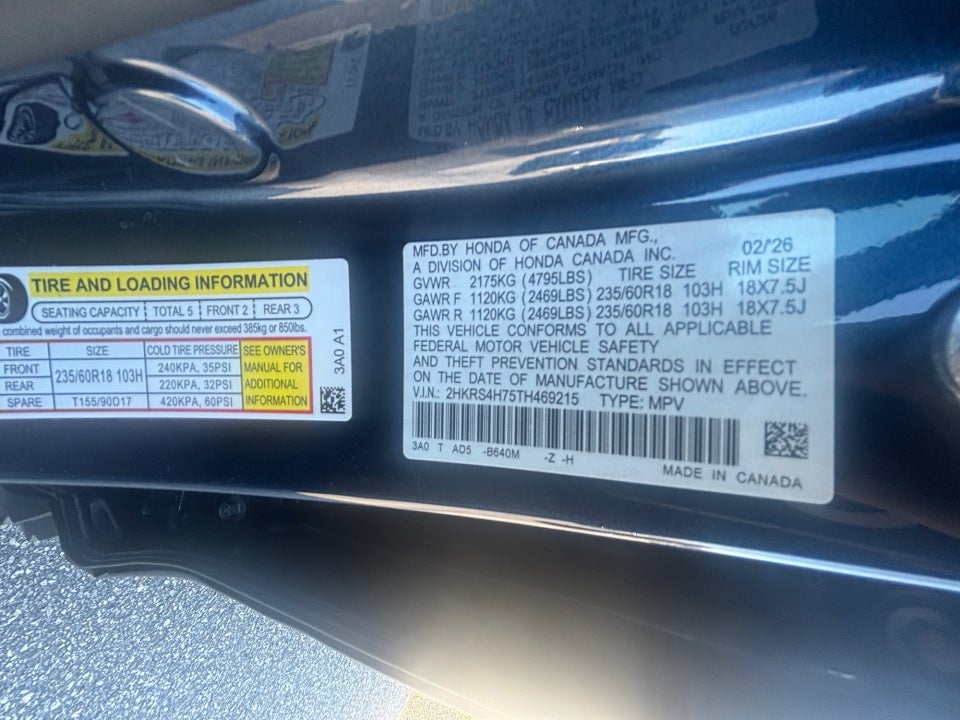 TIRE AND LOADING INFORMATION
SEATING CAPACITY TOTAL 5 FRONT 2 REAR 3
combined weight of occupants and cargo should never exceed 385kg or 850lbs.
TIRE SIZE COLD TIRE PRESSURE SEE OWNER'S MANUAL FOR ADDITIONAL INFORMATION
FRONT 235/60R18 103H 240KPA, 35PSI
REAR 220KPA, 32PSI
SPARE T155/90D17 420KPA, 60PSI
3A0 A1
MFD.BY HONDA OF CANADA MFG., 02/'26
A DIVISION OF HONDA CANADA INC.
GVWR 2175KG (4795LBS) TIRE SIZE RIM SIZE
GAWR F 1120KG (2469LBS) 235/60R18 103H 18X7.5J
GAWR R 1120KG (2469LBS) 235/60R18 103H 18X7.5J
THIS VEHICLE CONFORMS TO ALL APPLICABLE
FEDERAL MOTOR VEHICLE SAFETY
AND THEFT PREVENTION STANDARDS IN EFFECT
ON THE DATE OF MANUFACTURE SHOWN ABOVE.
V.I.N.: 2HKRS4H75TH469215 TYPE: MPV
3A0 T AD5 -B640M -Z -H
MADE IN CANADA